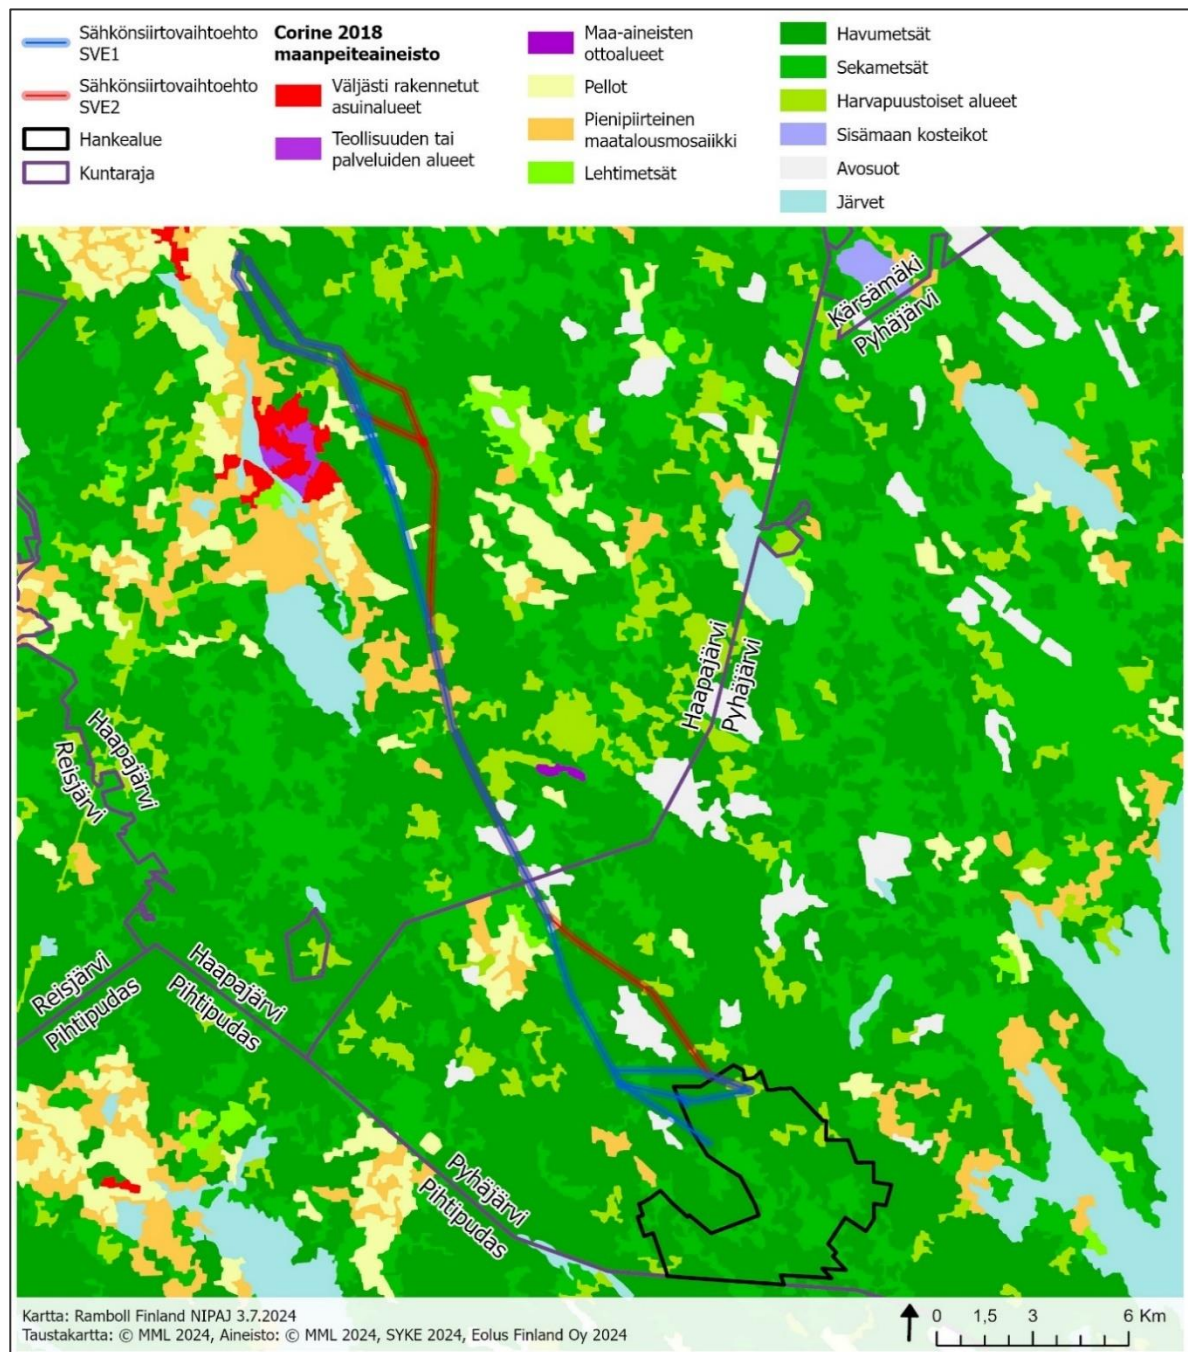 Sähkönsiirtovaihtoehto
SVE1
Sähkönsiirtovaihtoehto
SVE2
Hankealue
Kuntaraja
Corine 2018
maanpeiteaineisto
Väljästi rakennetut
asuinalueet
Teollisuuden tai
palveluiden alueet
Maa-aineisten
ottoalueet
Pellot
Pienipiirteinen
maatalousmosaiikki
Lehtimetsät
Havumetsät
Sekametsät
Harvapuustoiset alueet
Sisämaan kosteikot
Avosuot
Järvet
Kärsämäki
Pyhäjärvi
Haapajärvi
Pyhäjärvi
Haapajärvi
Reisjärvi
Reisjärvi
Pihtipudas
Haapajärvi
Pihtipudas
Pyhäjärvi
Pihtipudas
Kartta: Ramboll Finland NIPAJ 3.7.2024
Taustakartta: © MML 2024, Aineisto: © MML 2024, SYKE 2024, Eolus Finland Oy 2024
0 1,5 3 6 Km